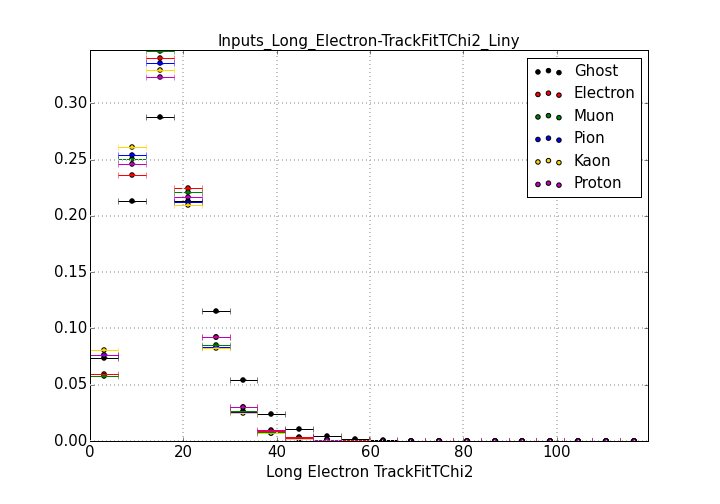 Inputs_Long_Electron-TrackFitTChi2_Liny
Ghost
Electron
Muon
Pion
Kaon
Proton
0.30
0.25
0.20
0.15
0.10
0.05
0.00
0 20 40 60 80 100
Long Electron TrackFitTChi2